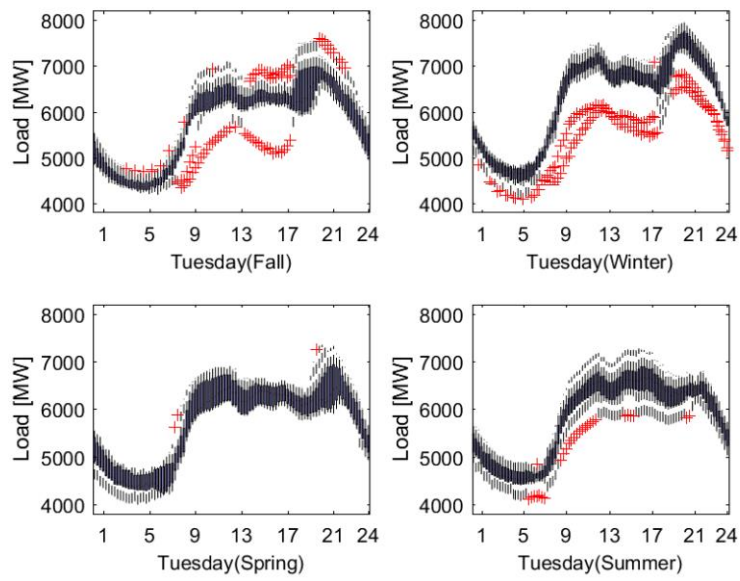 8000
7000
6000
5000
4000
Load [MW]
1 5 9 13 17 21 24
Tuesday(Fall)
8000
7000
6000
5000
4000
Load [MW]
1 5 9 13 17 21 24
Tuesday(Winter)
8000
7000
6000
5000
4000
Load [MW]
1 5 9 13 17 21 24
Tuesday(Spring)
8000
7000
6000
5000
4000
Load [MW]
1 5 9 13 17 21 24
Tuesday(Summer)